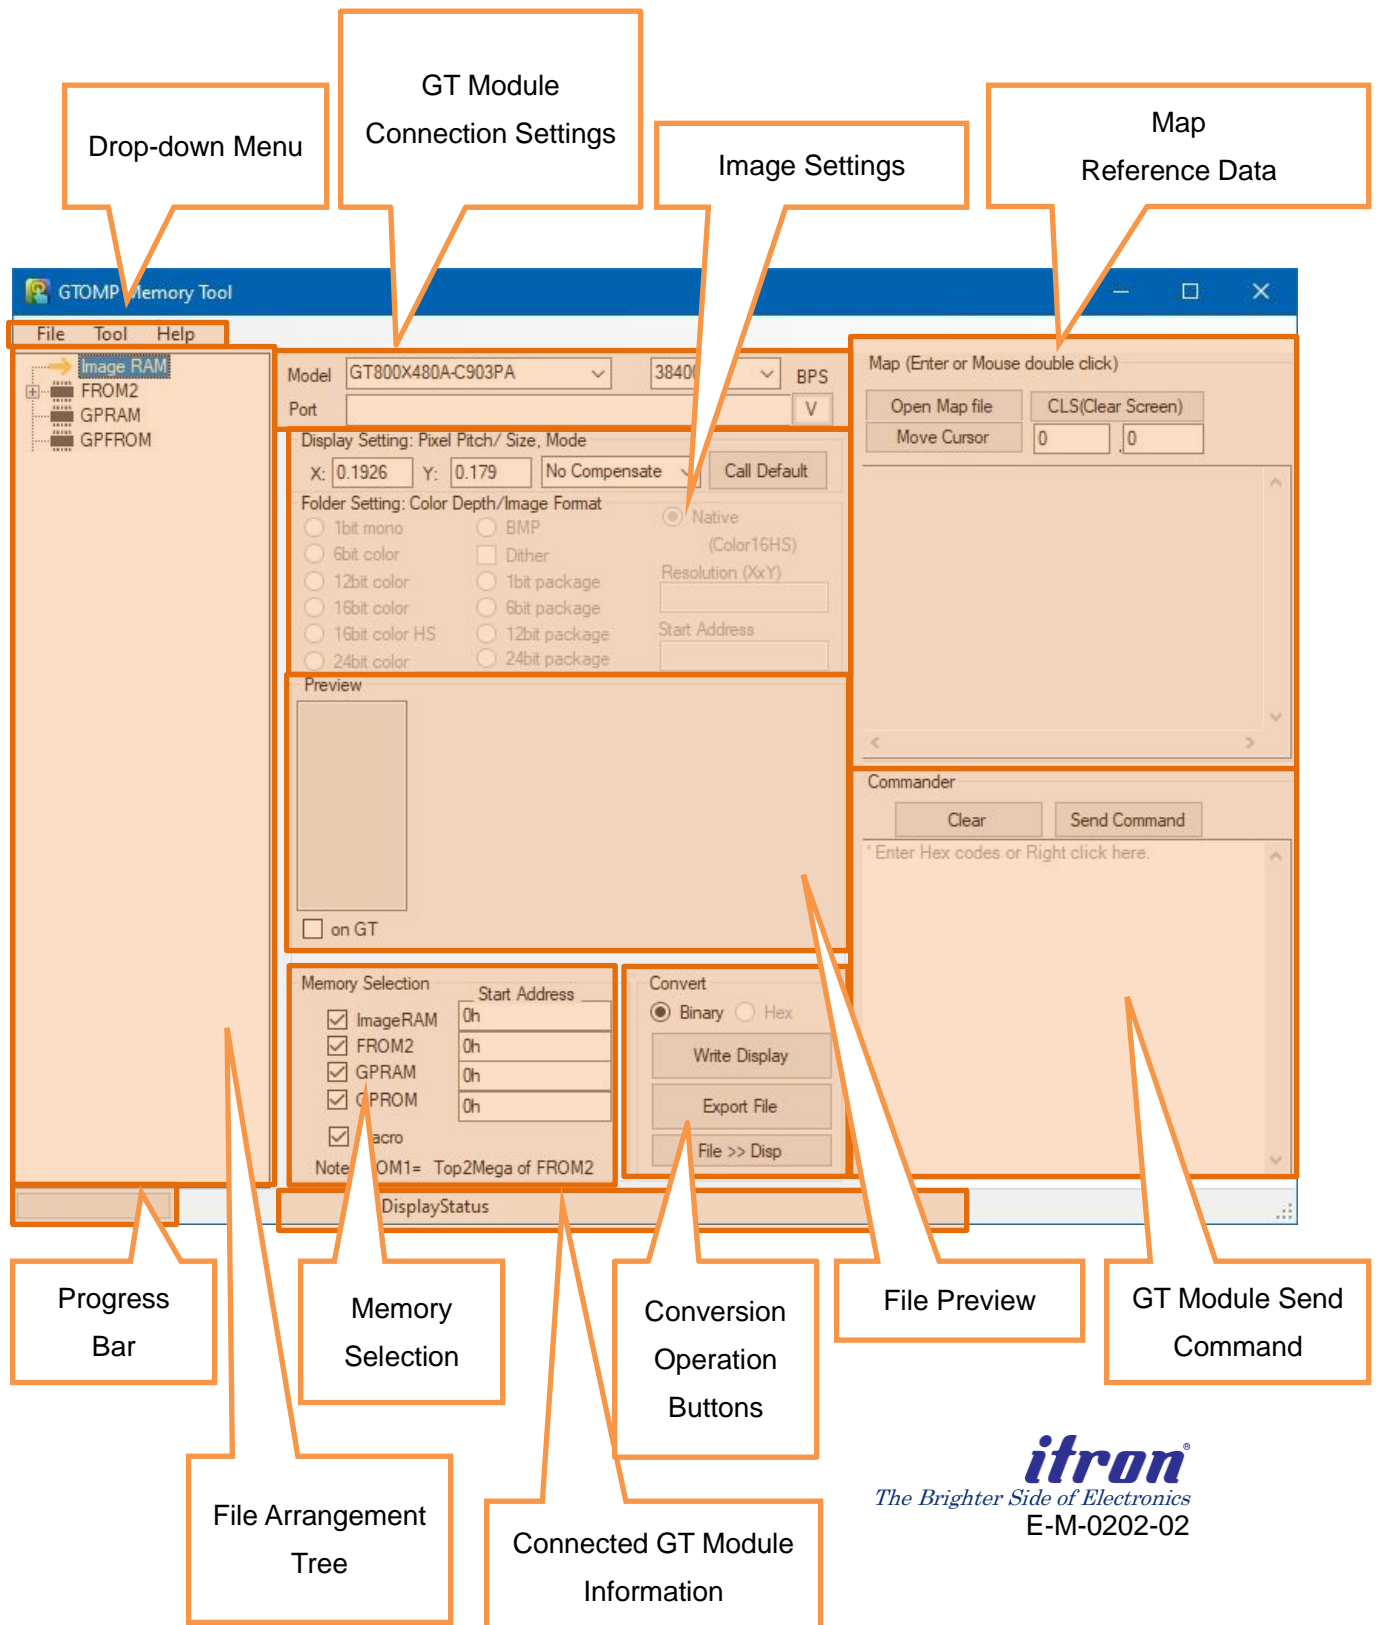 GT Module
Connection Settings
Drop-down Menu
Image Settings
Map
Reference Data
GTOMP Memory Tool
File Tool Help
Image RAM
FROM2
GPRAM
GPFROM
Model GT800X480A-C903PA 38400 BPS
Port V
Display Setting: Pixel Pitch/ Size, Mode
X: 0.1926 Y: 0.179 No Compensate Call Default
Folder Setting: Color Depth/Image Format
1bit mono BMP Native
(Color16HS)
6bit color Dither
12bit color 1bit package
Resolution (XxY)
16bit color 6bit package
16bit color HS 12bit package
Start Address
24bit color 24bit package
Preview
on GT
Map (Enter or Mouse double click)
Open Map file CLS(Clear Screen)
Move Cursor 0 , 0
Commander
Clear Send Command
* Enter Hex codes or Right click here.
Memory Selection Start Address
ImageRAM 0h
FROM2 0h
GPRAM 0h
GPROM 0h
acro
Note OM1= Top2Mega of FROM2
Convert
Binary Hex
Write Display
Export File
File >> Disp
DisplayStatus
Progress
Bar
Memory
Selection
Conversion
Operation
Buttons
File Preview
GT Module Send
Command
File Arrangement
Tree
Connected GT Module
Information
itron®
The Brighter Side of Electronics
E-M-0202-02